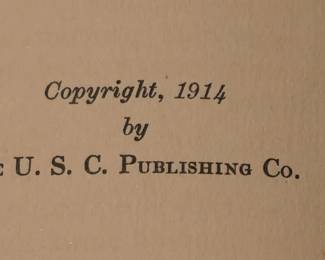 Copyright, 1914
by
U. S. C. Publishing Co.